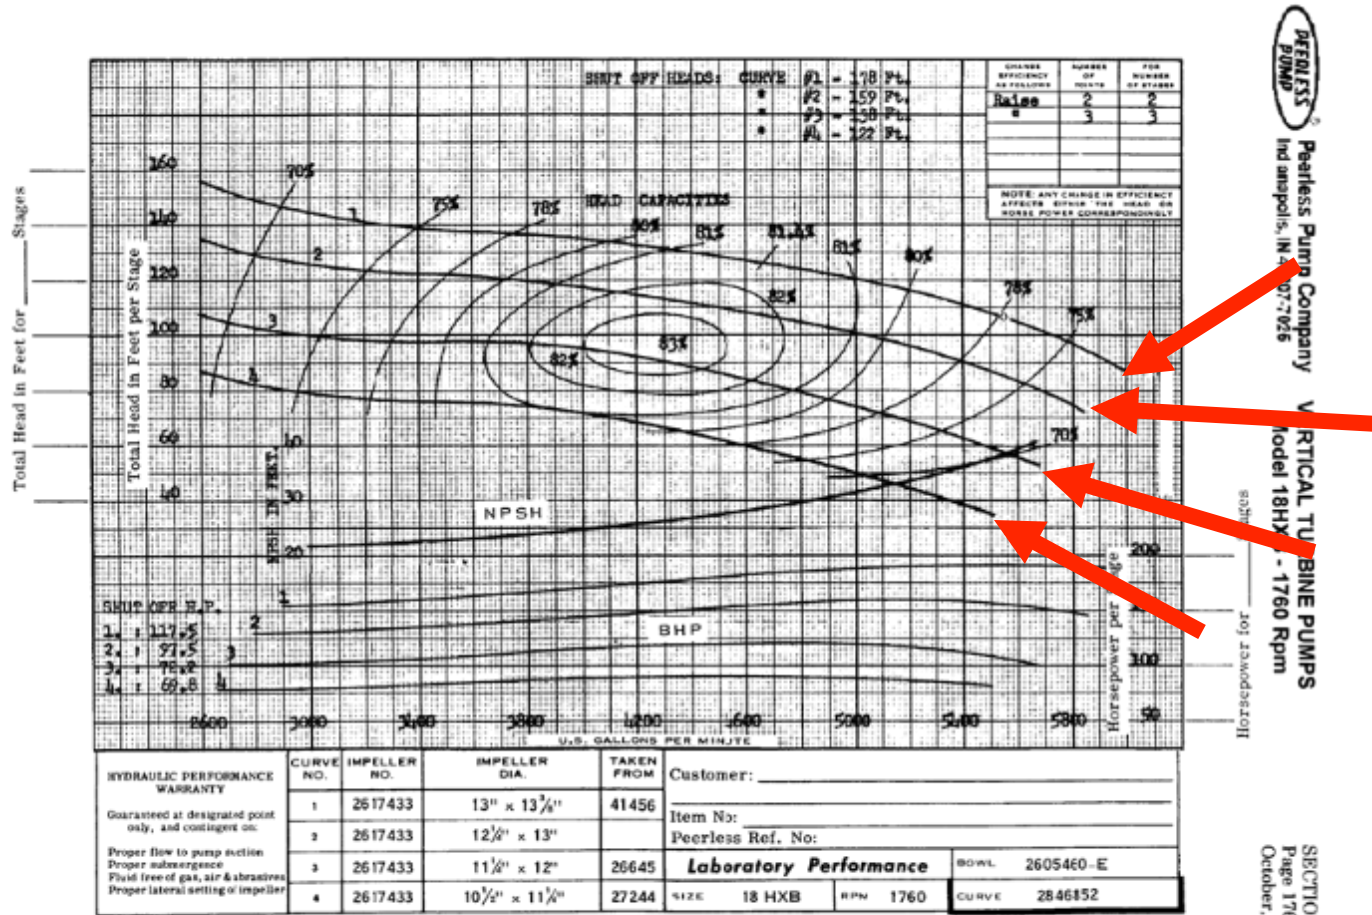 SHUT OFF HEADS: CURVE #1 - 178 Ft.
" #2 - 159 Ft.
" #3 - 138 Ft.
" #4 - 122 Ft.
CHANGE EFFICIENCY AS FOLLOWS
NUMBER OF POINTS
FOR NUMBER OF STAGES
Raise 2 2
" 3 3
NOTE: ANY CHANGE IN EFFICIENCY
AFFECTS EITHER THE HEAD OR
HORSE POWER CORRESPONDINGLY
PEERLESS
PUMP
Peerless Pump Company
VERTICAL TURBINE PUMPS
- 1760 Rpm
Total Head in Feet for ____ Stages
Total Head in Feet per Stage
160
140
120
100
80
60
40
HEAD CAPACITIES
70%
75%
78%
80%
81%
81.4%
81%
80%
78%
75%
82%
83%
82%
70%
1
2
3
4
NPSH IN FEET.
40
30
20
NPSH
SHUT OFF H.P.
1. : 117.5
2. : 97.5
3. :
4. : 69.8
1
2
3
4
BHP
200
100
50
Horsepower for
2600 3000 3400 3800 4200 4600 5000 5400 5800
U.S. GALLONS PER MINUTE
HYDRAULIC PERFORMANCE
WARRANTY
Guaranteed at designated point
only, and contingent on:
Proper flow to pump suction
Proper submergence
Fluid free of gas, air & abrasives
Proper lateral setting of impeller
CURVE NO. IMPELLER NO. IMPELLER DIA. TAKEN FROM
1 2617433 13" x 13⅜" 41456
2 2617433 12¼" x 13"
3 2617433 11½" x 12" 26645
4 2617433 10½" x 11¼" 27244
Customer:
Item No:
Peerless Ref. No:
Laboratory Performance BOWL 2605460-E
SIZE 18 HXB RPN 1760 CURVE 2846852
SECTIO
Page 17
October,